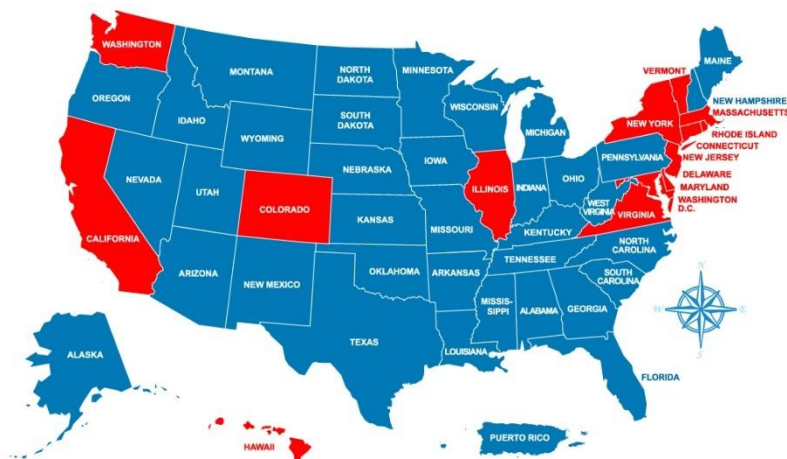 WASHINGTON
MONTANA
NORTH
DAKOTA
MINNESOTA
MAINE
VERMONT
OREGON
IDAHO
SOUTH
DAKOTA
WISCONSIN
MICHIGAN
NEW HAMPSHIRE
MASSACHUSETTS
NEW YORK
WYOMING
RHODE ISLAND
CONNECTICUT
NEW JERSEY
NEVADA
UTAH
NEBRASKA
IOWA
ILLINOIS
INDIANA
OHIO
PENNSYLVANIA
DELAWARE
MARYLAND
WASHINGTON
D.C.
CALIFORNIA
COLORADO
KANSAS
MISSOURI
KENTUCKY
WEST
VIRGINIA
VIRGINIA
ARIZONA
NEW MEXICO
OKLAHOMA
ARKANSAS
TENNESSEE
NORTH
CAROLINA
SOUTH
CAROLINA
TEXAS
LOUISIANA
MISSIS-
SIPPI
ALABAMA
GEORGIA
N
W
E
S
ALASKA
FLORIDA
HAWAII
PUERTO RICO